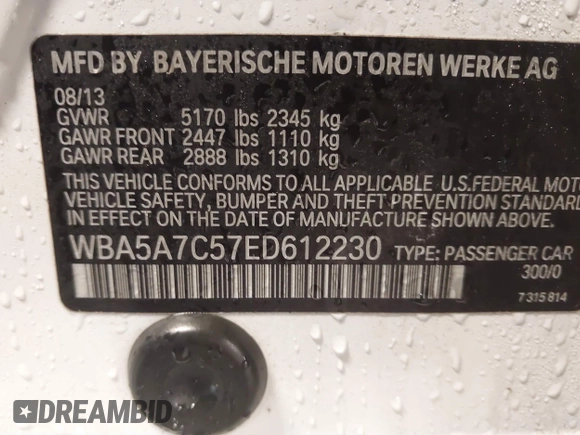 MFD BY BAYERISCHE MOTOREN WERKE AG
08/13
GVWR 5170 lbs 2345 kg
GAWR FRONT 2447 lbs 1110 kg
GAWR REAR 2888 lbs 1310 kg
THIS VEHICLE CONFORMS TO ALL APPLICABLE U.S.FEDERAL MOTOR
VEHICLE SAFETY, BUMPER AND THEFT PREVENTION STANDARDS
IN EFFECT ON THE DATE OF MANUFACTURE SHOWN ABOVE.
WBA5A7C57ED612230 TYPE: PASSENGER CAR
300/0
7 315 814
DREAMBID